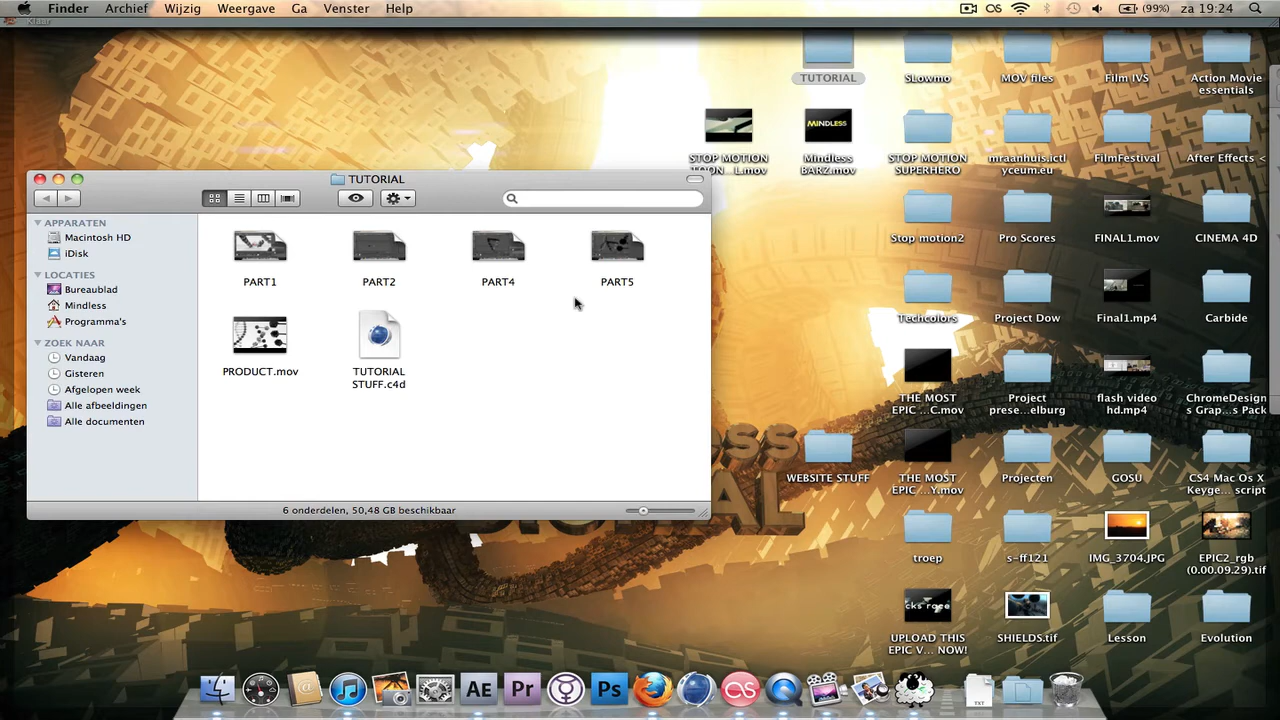 Finder Archief Wijzig Weergave Ga Venster Help
(99%) za 19:24
Klaar
TUTORIAL
SLowmo
MOV files
Film IVS
Action Movie
essentials
STOP MOTION
Mindless
BARZ.mov
STOP MOTION
SUPERHERO
mraanhuis.ictl
yceum.eu
FilmFestival
After Effects <
TUTORIAL
APPARATEN
Macintosh HD
iDisk
LOCATIES
Bureaublad
Mindless
Programma's
ZOEK NAAR
Vandaag
Gisteren
Afgelopen week
Alle afbeeldingen
Alle documenten
PART1
PART2
PART4
PART5
PRODUCT.mov
TUTORIAL
STUFF.c4d
6 onderdelen, 50,48 GB beschikbaar
Stop motion2
Pro Scores
FINAL1.mov
CINEMA 4D
Techcolors
Project Dow
Final1.mp4
Carbide
THE MOST
EPIC ...C.mov
Project
prese...elburg
flash video
hd.mp4
ChromeDesign
s Grap...s Pack
WEBSITE STUFF
THE MOST
EPIC ...Y.mov
Projecten
GOSU
CS4 Mac Os X
Keyge... script
troep
s-ff121
IMG_3704.JPG
EPIC2_rgb
(0.00.09.29).tif
UPLOAD THIS
EPIC V... NOW!
SHIELDS.tif
Lesson
Evolution
MINDLESS
cks race
AE
Pr
Ps
TXT